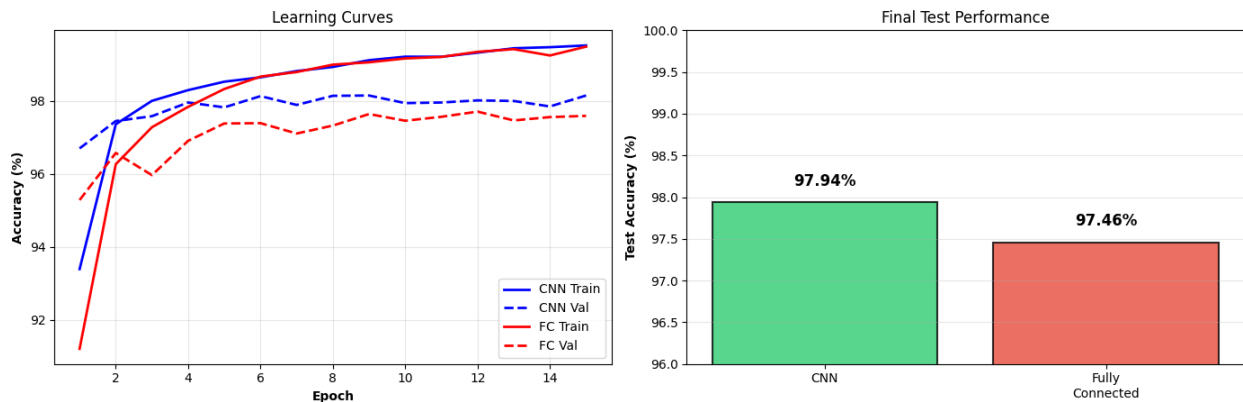 Learning Curves
98
96
94
92
Accuracy (%)
2
4
6
8
10
12
14
Epoch
CNN Train
CNN Val
FC Train
FC Val
Final Test Performance
100.0
99.5
99.0
98.5
98.0
97.5
97.0
96.5
96.0
Test Accuracy (%)
97.94%
97.46%
CNN
Fully
Connected